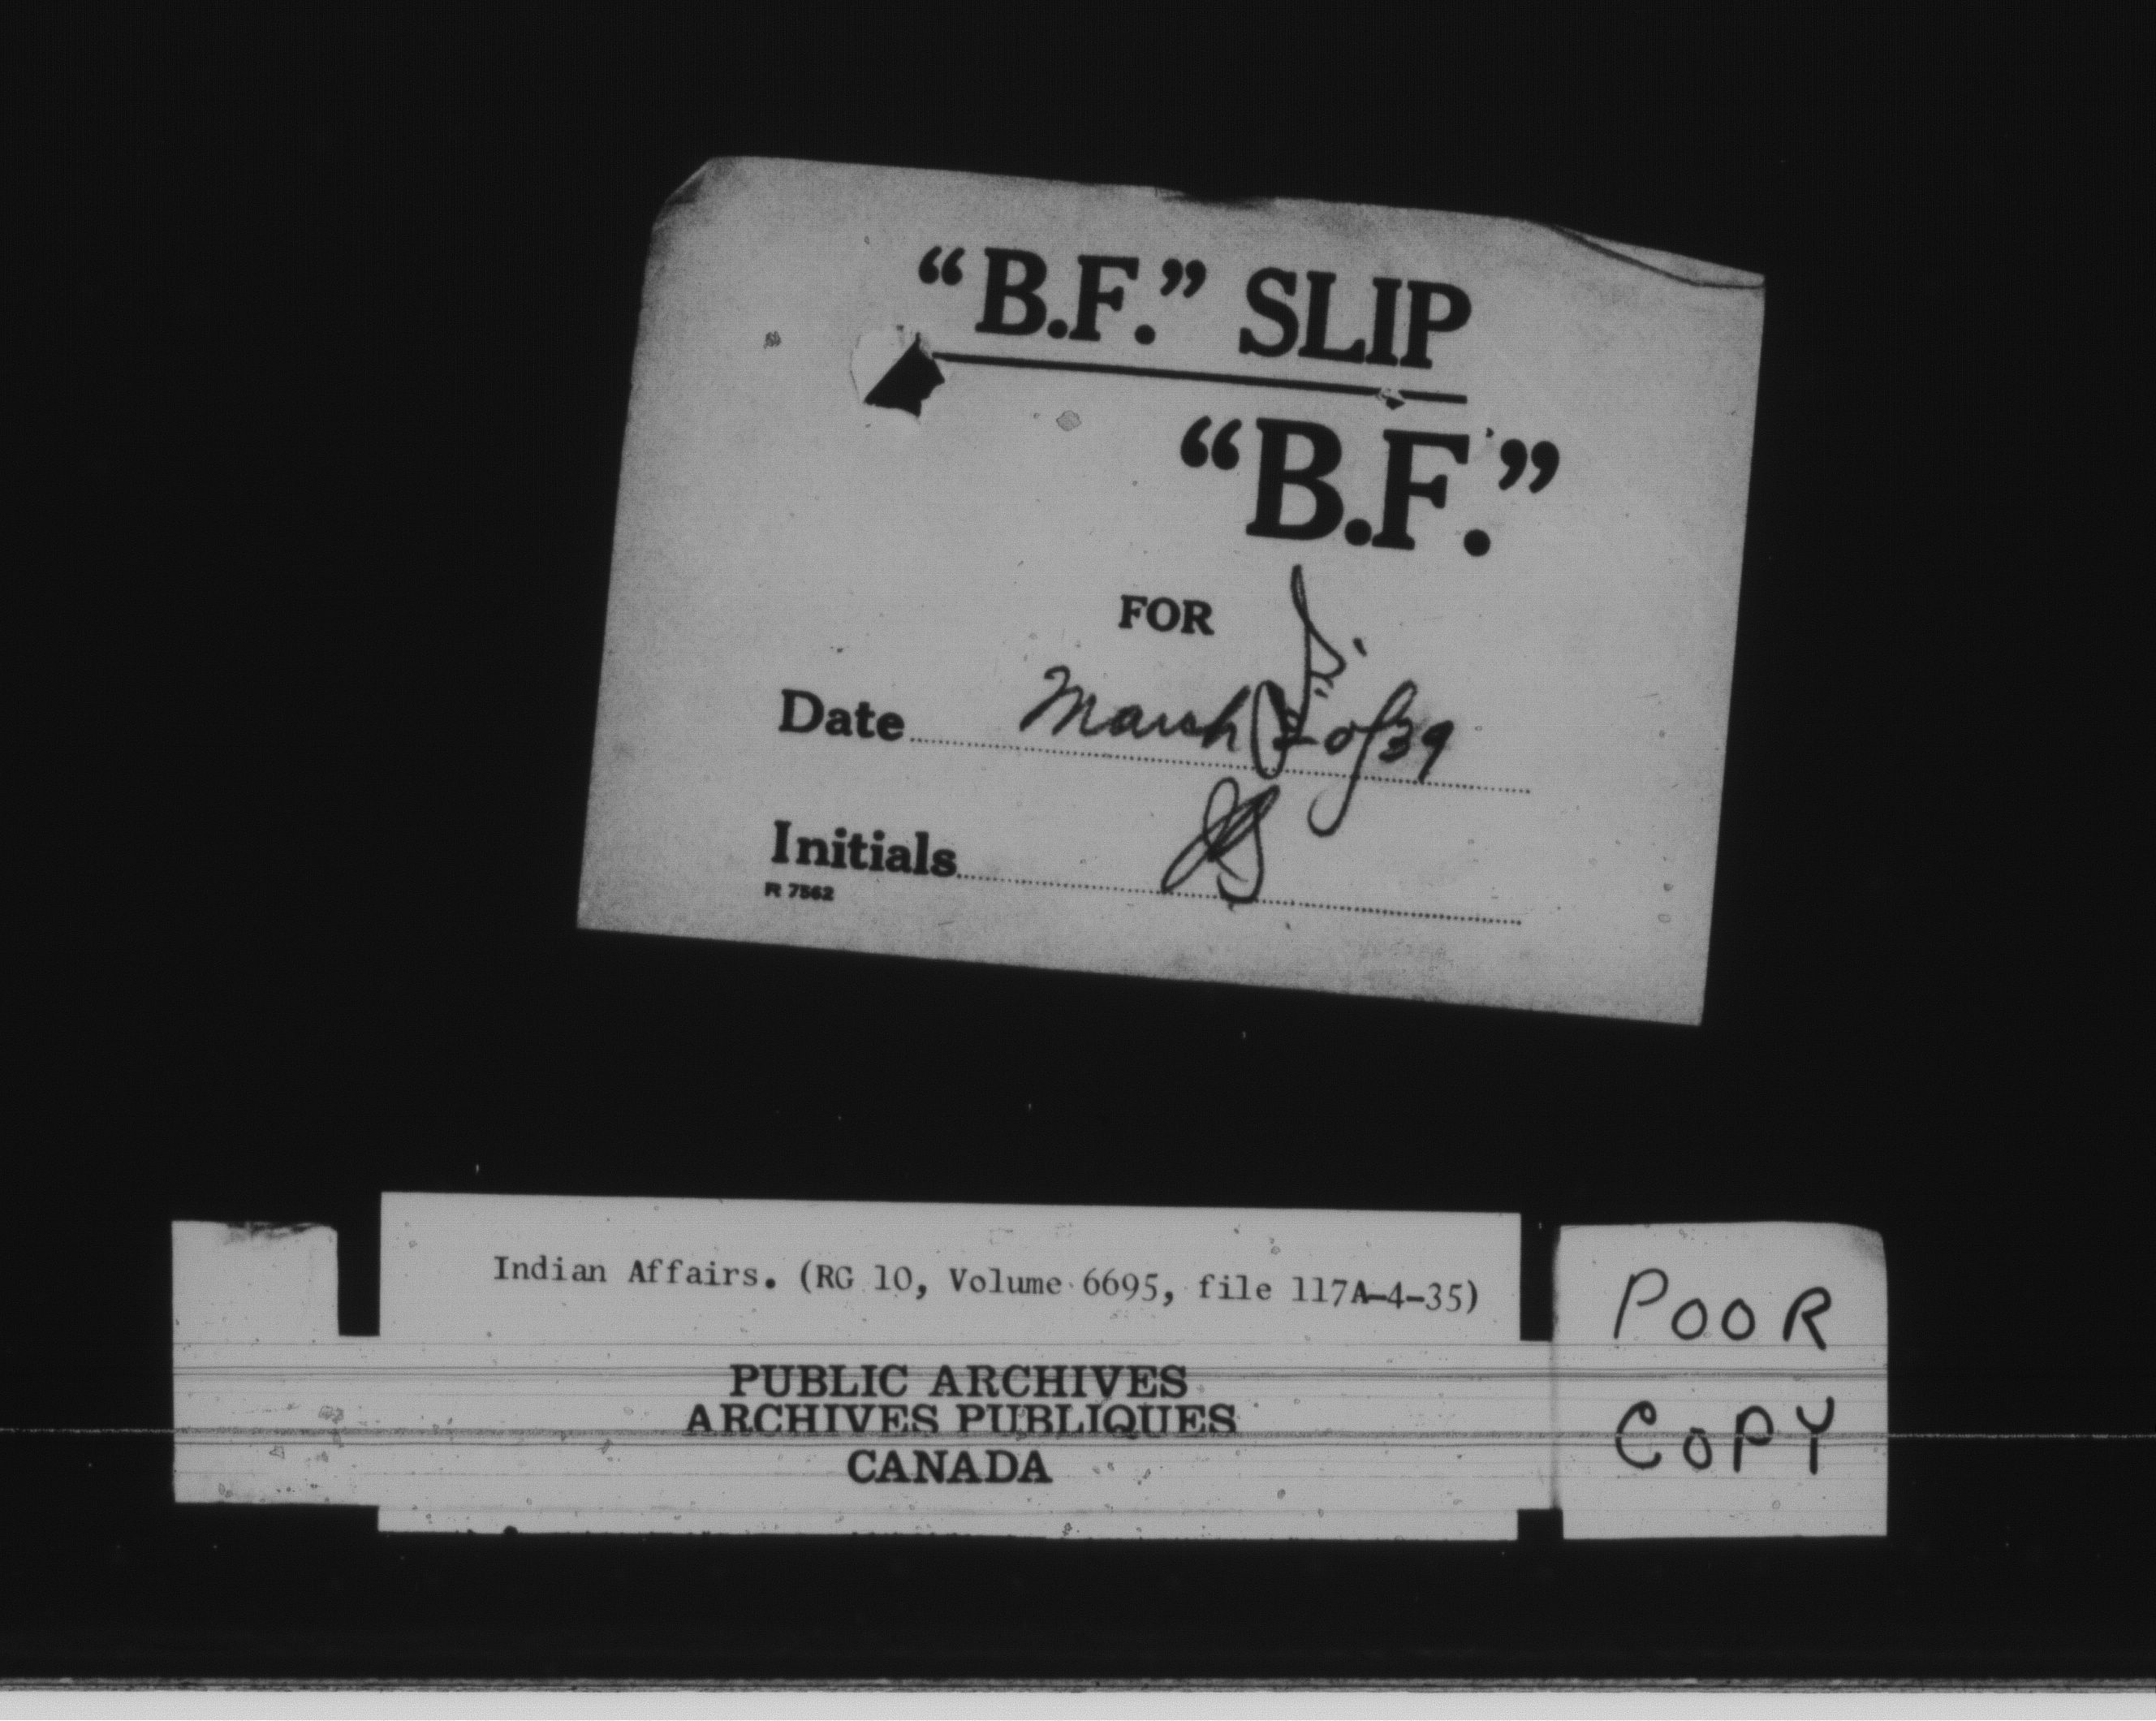 “B.F.” SLIP
“B.F.”
FOR
Date March of 39
Initials
R 7562
Indian Affairs. (RG 10, Volume 6695, file 117A-4-35)
PUBLIC ARCHIVES
ARCHIVES PUBLIQUES
CANADA
POOR
COPY